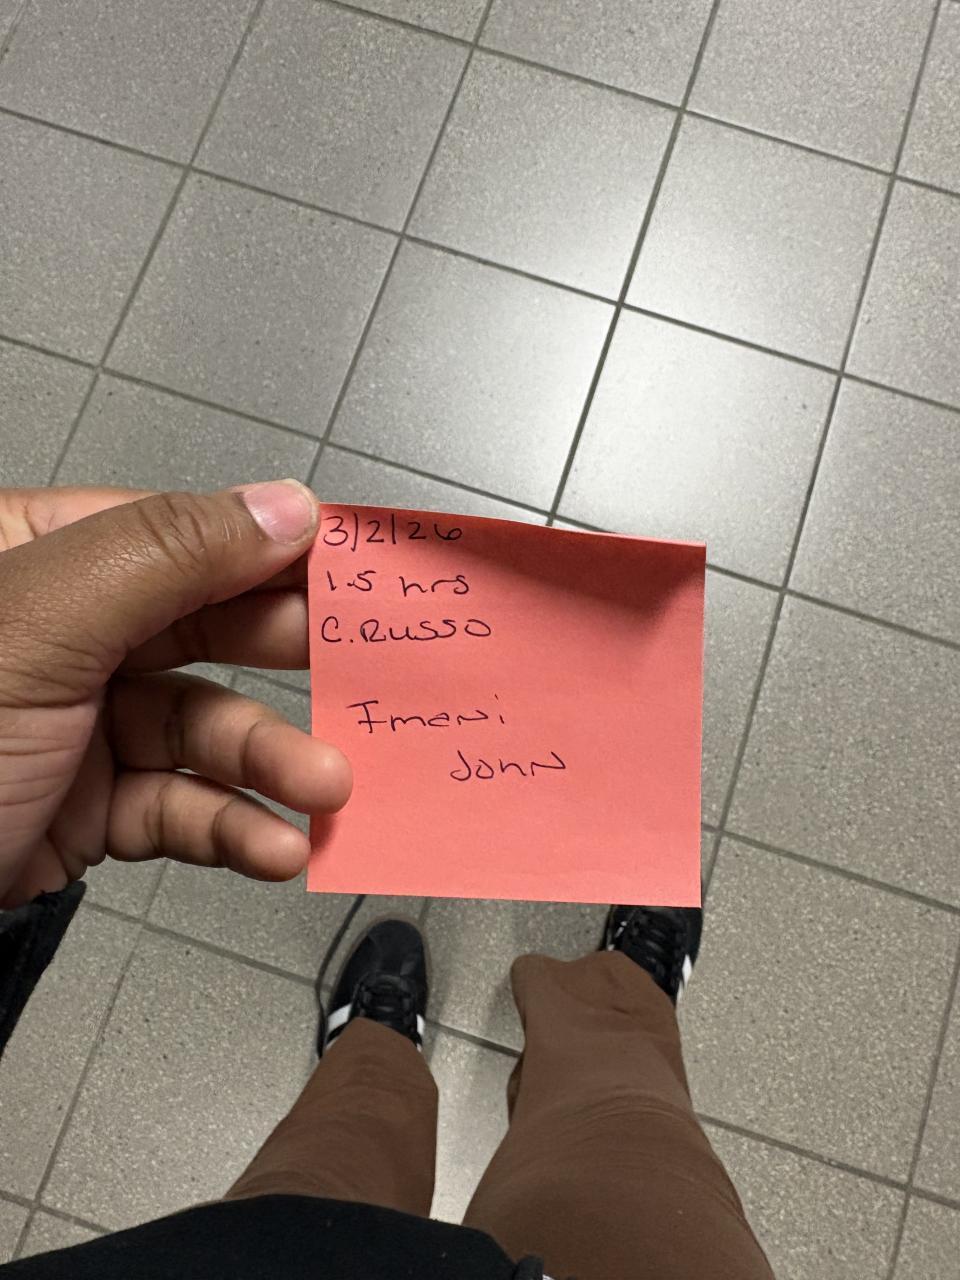 3/2/26
1.5 hrs
C. Russo
Imani
John